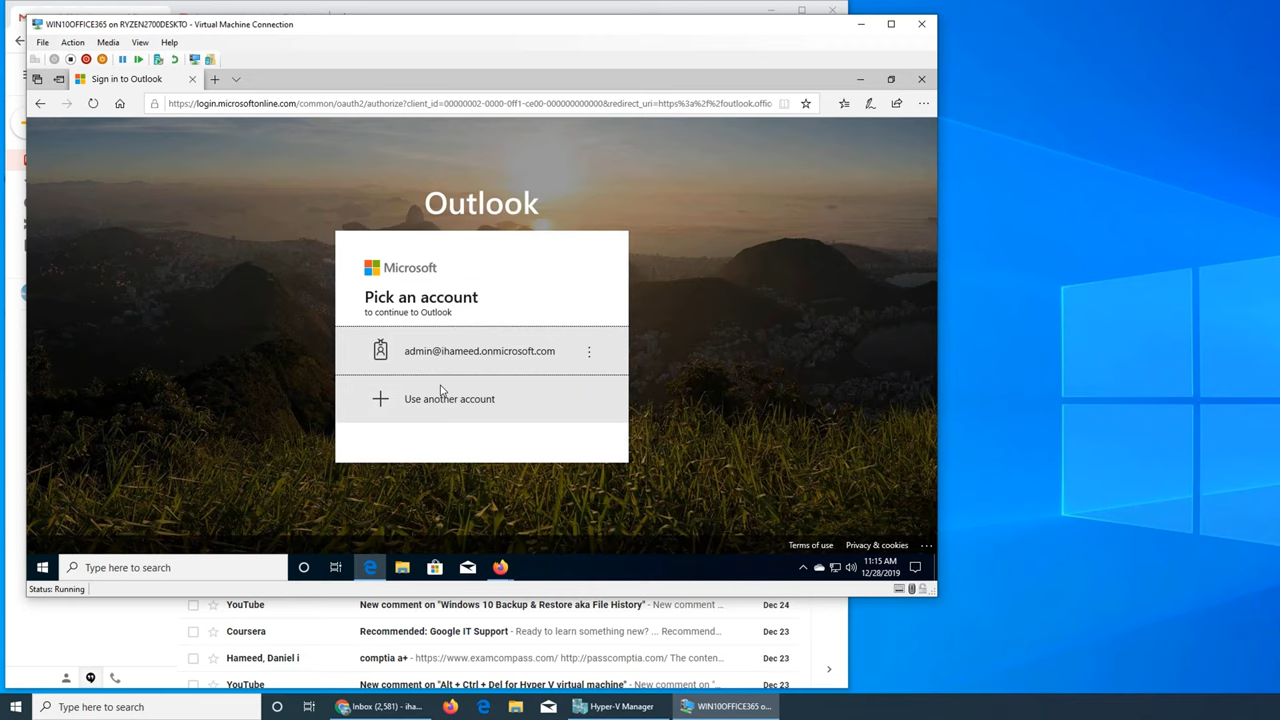 WIN10OFFICE365 on RYZEN2700DESKTO - Virtual Machine Connection
File Action Media View Help
Sign in to Outlook
https://login.microsoftonline.com/common/oauth2/authorize?client_id=00000002-0000-0ff1-ce00-000000000000&redirect_uri=https%3a%2f%2foutlook.offic
Outlook
Microsoft
Pick an account
to continue to Outlook
admin@ihameed.onmicrosoft.com
Use another account
Terms of use Privacy & cookies
Type here to search
11:15 AM
12/28/2019
Status: Running
YouTube New comment on "Windows 10 Backup & Restore aka File History" - New comment ... Dec 24
Coursera Recommended: Google IT Support - Ready to learn something new? ... Recommend... Dec 23
Hameed, Daniel i comptia a+ - https://www.examcompass.com/ http://passcomptia.com/ The conten... Dec 23
YouTube New comment on "Alt + Ctrl + Del for Hyper V virtual machine" - New comment on "... Dec 23
Type here to search
Inbox (2,581) - iha...
Hyper-V Manager
WIN10OFFICE365 o...